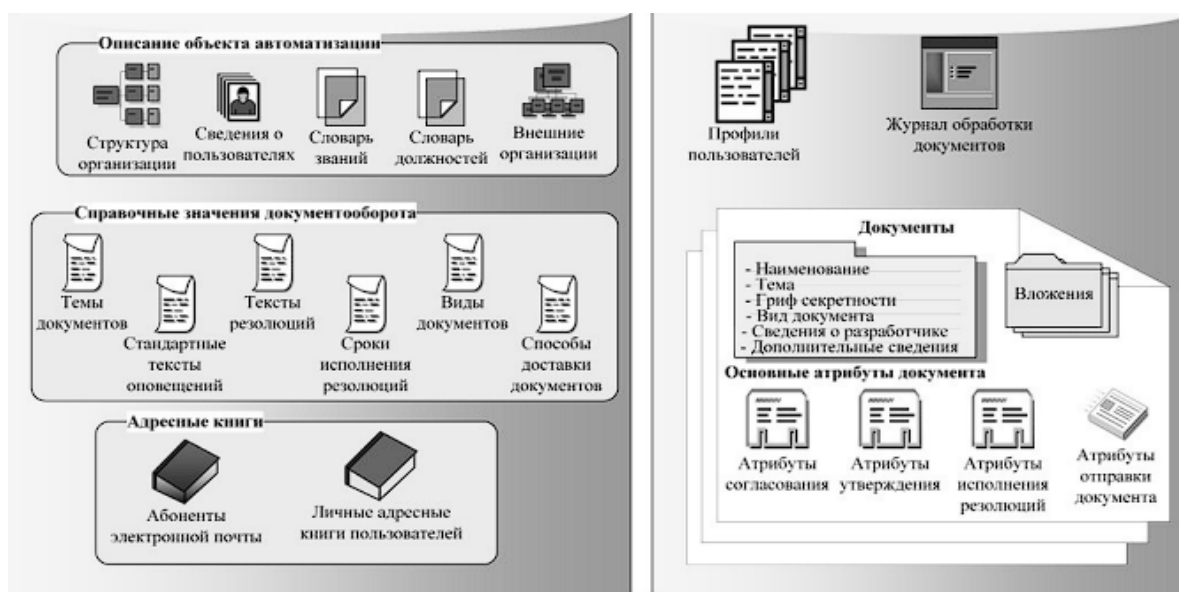 Описание объекта автоматизации
Структура
организации
Сведения о
пользователях
Словарь
званий
Словарь
должностей
Внешние
организации
Справочные значения документооборота
Темы
документов
Стандартные
тексты
оповещений
Тексты
резолюций
Сроки
исполнения
резолюций
Виды
документов
Способы
доставки
документов
Адресные книги
Абоненты
электронной почты
Личные адресные
книги пользователей
Профили
пользователей
Журнал обработки
документов
Документы
- Наименование
- Тема
- Гриф секретности
- Вид документа
- Сведения о разработчике
- Дополнительные сведения
Вложения
Основные атрибуты документа
Атрибуты
согласования
Атрибуты
утверждения
Атрибуты
исполнения
резолюций
Атрибуты
отправки
документа